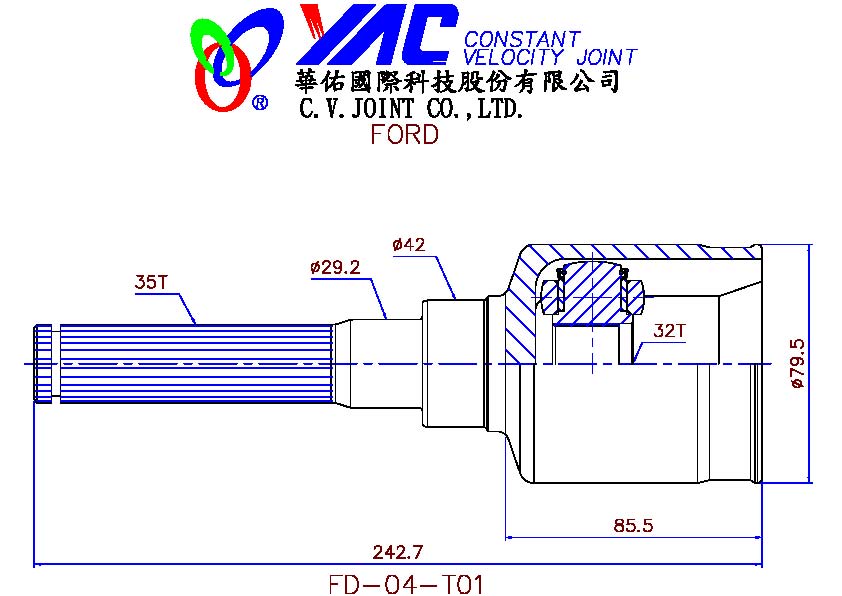 YAC CONSTANT
VELOCITY JOINT
®
華佑國際科技股份有限公司
C.V.JOINT CO.,LTD.
FORD
ø42
ø29.2
35T
32T
ø79.5
85.5
242.7
FD-04-T01